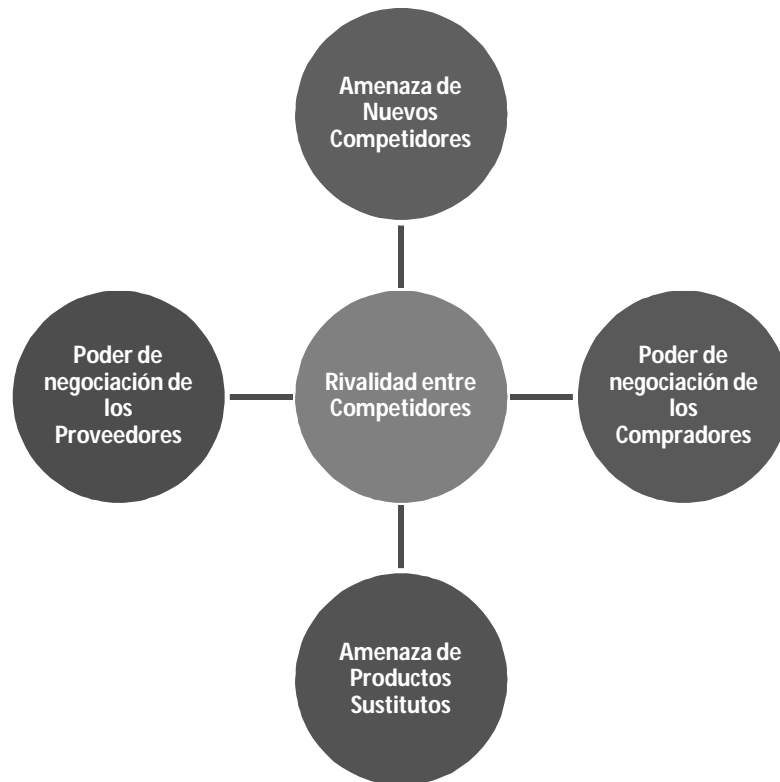 Amenaza de
Nuevos
Competidores
Poder de
negociación de
los
Proveedores
Rivalidad entre
Competidores
Poder de
negociación de
los
Compradores
Amenaza de
Productos
Sustitutos